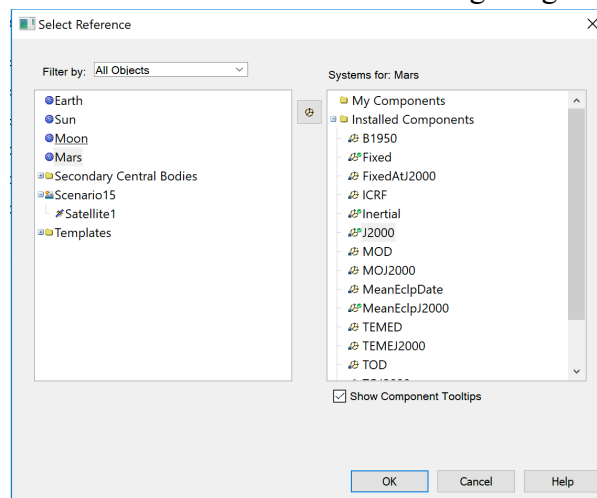 Select Reference
Filter by: All Objects
Earth
Sun
Moon
Mars
Secondary Central Bodies
Scenario15
Satellite1
Templates
Systems for: Mars
My Components
Installed Components
B1950
Fixed
FixedAtJ2000
ICRF
Inertial
J2000
MOD
MOJ2000
MeanEclpDate
MeanEclpJ2000
TEMED
TEMEJ2000
TOD
Show Component Tooltips
OK Cancel Help